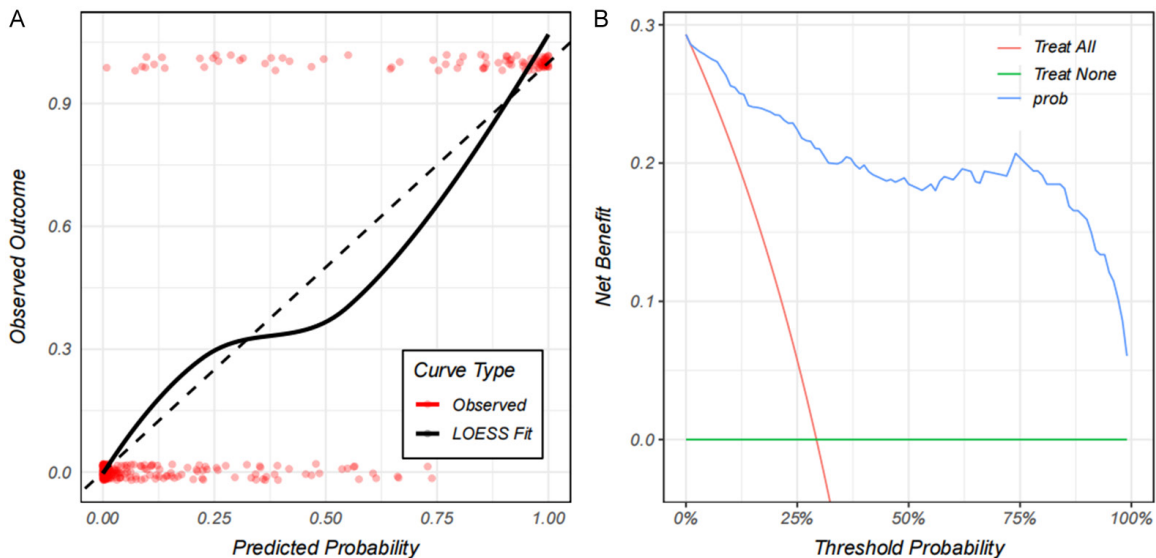 A
Observed Outcome
0.9
0.6
0.3
0.0
Curve Type
Observed
LOESS Fit
0.00
0.25
0.50
0.75
1.00
Predicted Probability
B
Net Benefit
0.3
0.2
0.1
0.0
Treat All
Treat None
prob
0%
25%
50%
75%
100%
Threshold Probability